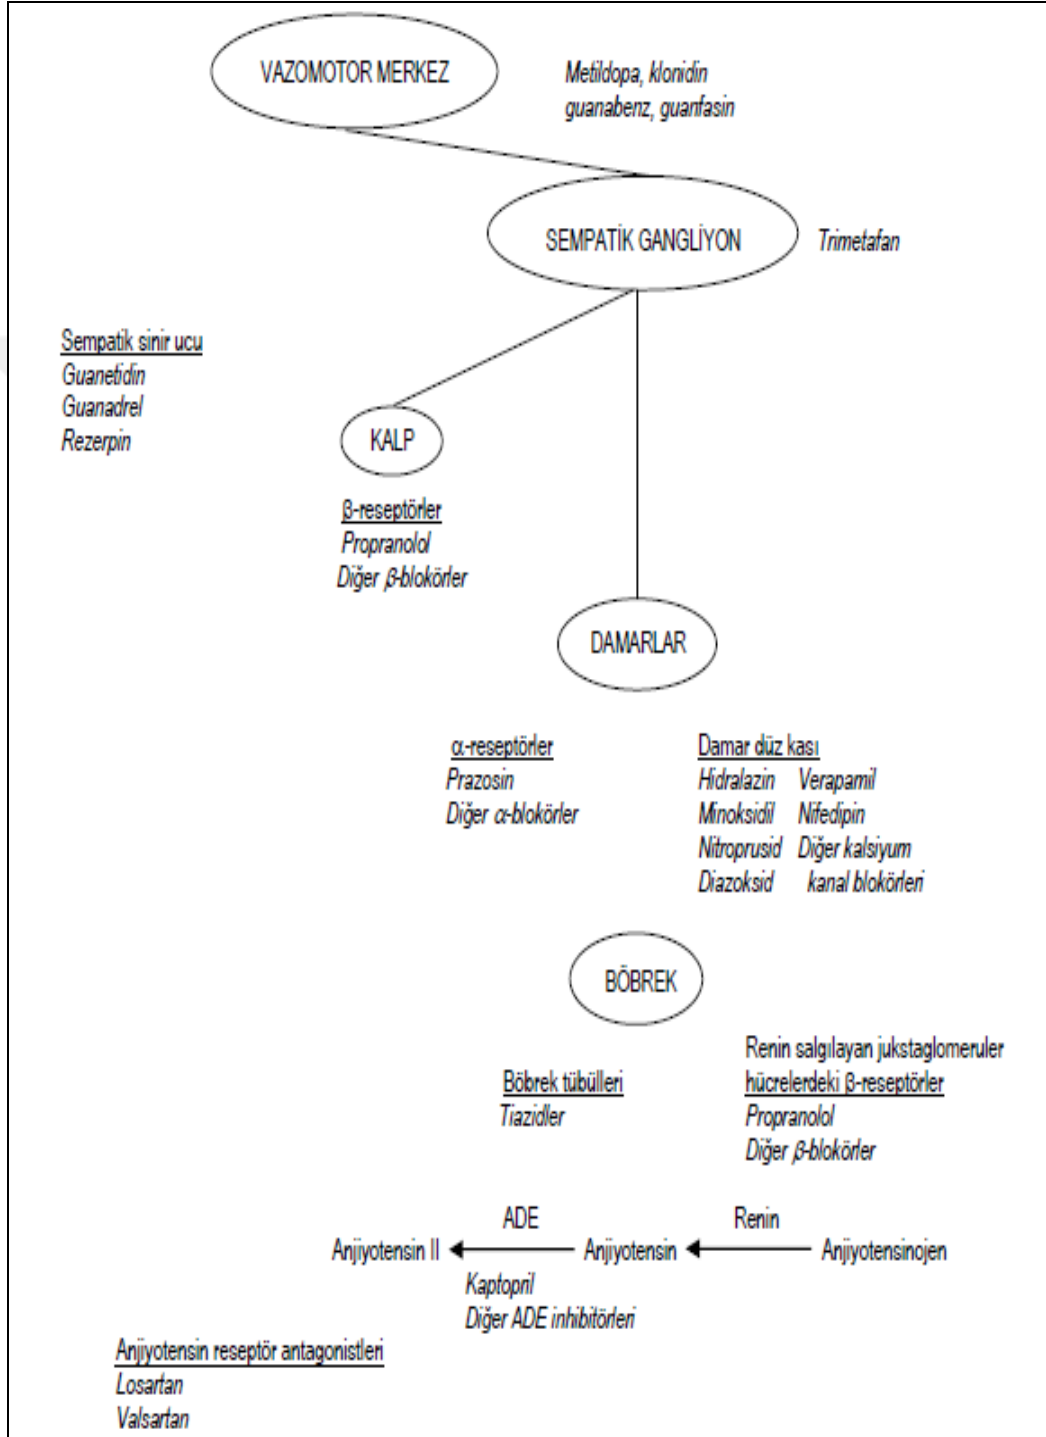 VAZOMOTOR MERKEZ
Metildopa, klonidin
guanabenz, guanfasin
SEMPATİK GANGLİYON
Trimetafan
Sempatik sinir ucu
Guanetidin
Guanadrel
Rezerpin
KALP
β-reseptörler
Propranolol
Diğer β-blokörler
DAMARLAR
α-reseptörler
Prazosin
Diğer α-blokörler
Damar düz kası
Hidralazin Verapamil
Minoksidil Nifedipin
Nitroprusid Diğer kalsiyum
Diazoksid kanal blokörleri
BÖBREK
Böbrek tübülleri
Tiazidler
Renin salgılayan jukstaglomeruler
hücrelerdeki β-reseptörler
Propranolol
Diğer β-blokörler
ADE
Renin
Anjiyotensin II
Anjiyotensin
Anjiyotensinojen
Kaptopril
Diğer ADE inhibitörleri
Anjiyotensin reseptör antagonistleri
Losartan
Valsartan